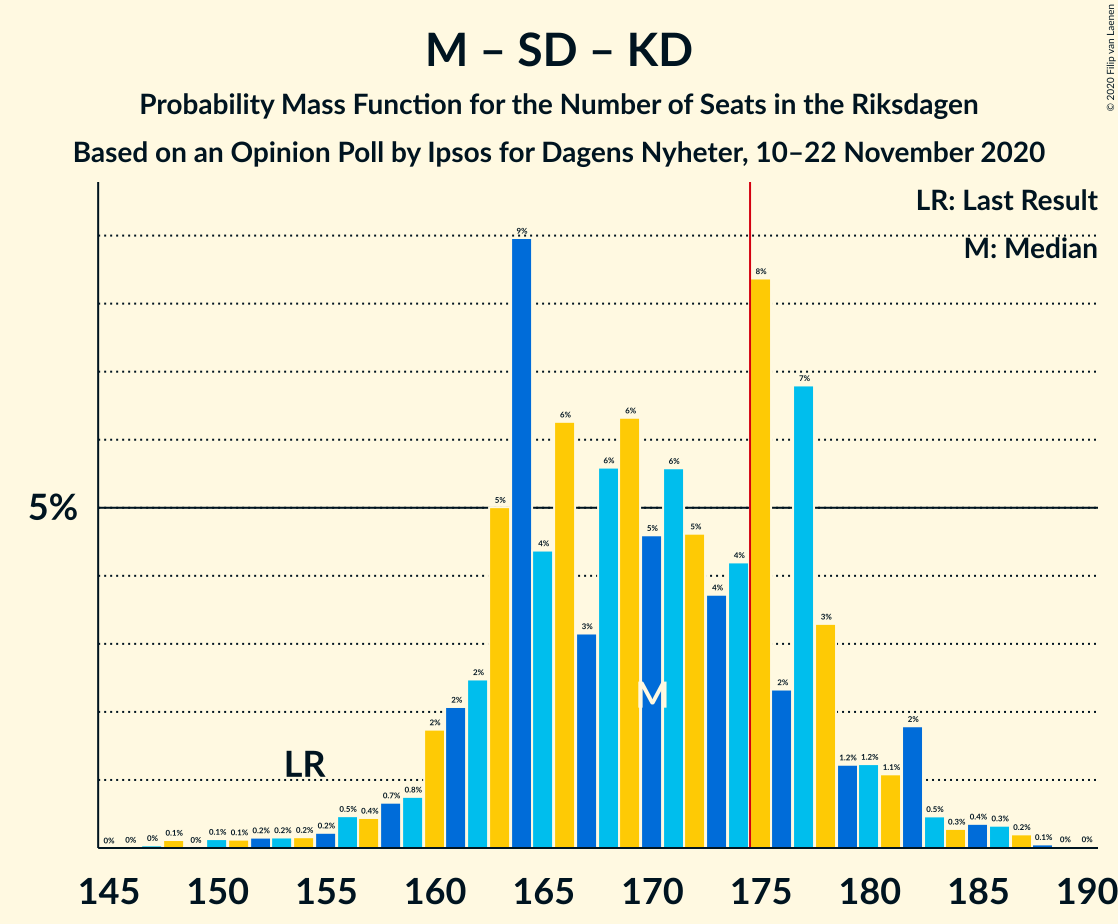 M – SD – KD
Probability Mass Function for the Number of Seats in the Riksdagen
Based on an Opinion Poll by Ipsos for Dagens Nyheter, 10–22 November 2020
© 2020 Filip van Laenen
LR: Last Result
M: Median
5%
LR
M
0% 0% 0% 0.1% 0% 0.1% 0.1% 0.2% 0.2% 0.2% 0.2% 0.5% 0.4% 0.7% 0.8% 2% 2% 2% 5% 9% 4% 6% 3% 6% 6% 5% 6% 5% 4% 4% 8% 2% 7% 3% 1.2% 1.2% 1.1% 2% 0.5% 0.3% 0.4% 0.3% 0.2% 0.1% 0% 0%
145 150 155 160 165 170 175 180 185 190